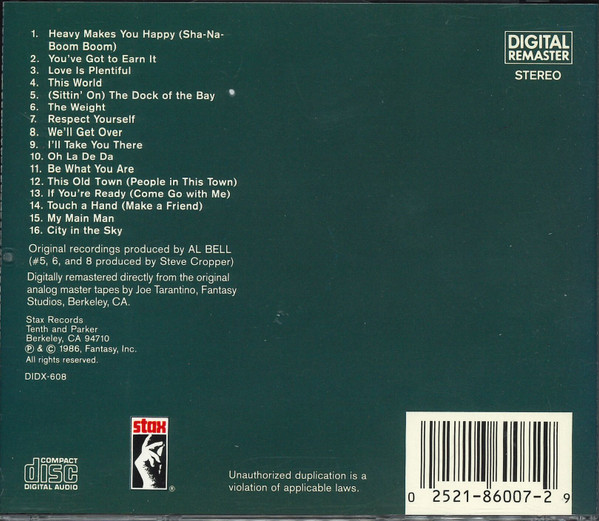 1. Heavy Makes You Happy (Sha-Na-
Boom Boom)
2. You've Got to Earn It
3. Love Is Plentiful
4. This World
5. (Sittin' On) The Dock of the Bay
6. The Weight
7. Respect Yourself
8. We'll Get Over
9. I'll Take You There
10. Oh La De Da
11. Be What You Are
12. This Old Town (People in This Town)
13. If You're Ready (Come Go with Me)
14. Touch a Hand (Make a Friend)
15. My Main Man
16. City in the Sky
Original recordings produced by AL BELL
(#5, 6, and 8 produced by Steve Cropper)
Digitally remastered directly from the original
analog master tapes by Joe Tarantino, Fantasy
Studios, Berkeley, CA.
Stax Records
Tenth and Parker
Berkeley, CA 94710
Ⓟ & © 1986, Fantasy, Inc.
All rights reserved.
DIDX-608
DIGITAL
REMASTER
STEREO
COMPACT
disc
DIGITAL AUDIO
stax
®
Unauthorized duplication is a
violation of applicable laws.
0 2521-86007-2 9